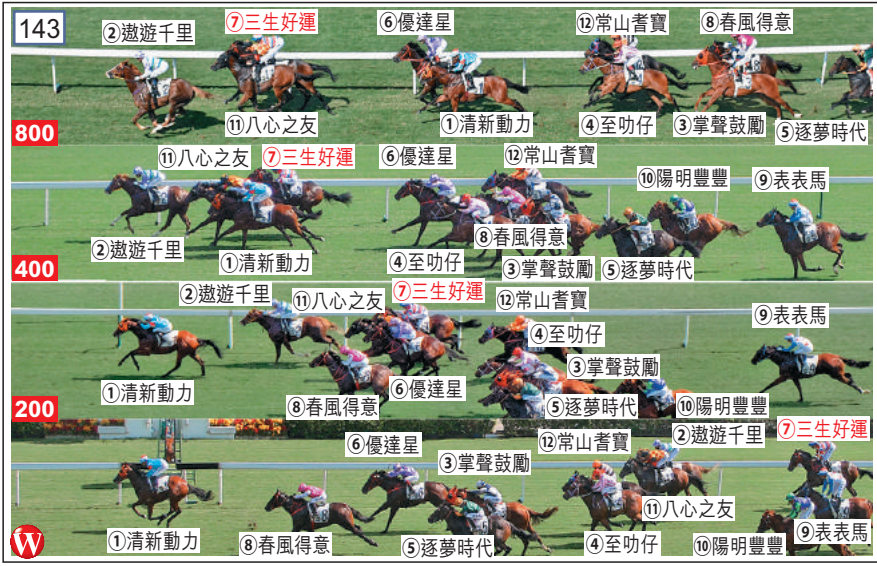 143
②遨遊千里
⑦三生好運
⑥優達星
⑫常山耆寶
⑧春風得意
⑪八心之友
①清新動力
④至叻仔
③掌聲鼓勵
⑤逐夢時代
800
⑪八心之友
⑦三生好運
⑥優達星
⑫常山耆寶
⑩陽明豐豐
⑨表表馬
②遨遊千里
①清新動力
④至叻仔
⑧春風得意
③掌聲鼓勵
⑤逐夢時代
400
②遨遊千里
⑪八心之友
⑦三生好運
⑫常山耆寶
⑨表表馬
④至叻仔
③掌聲鼓勵
①清新動力
⑧春風得意
⑥優達星
⑤逐夢時代
⑩陽明豐豐
200
⑥優達星
③掌聲鼓勵
⑫常山耆寶
②遨遊千里
⑦三生好運
⑪八心之友
①清新動力
⑧春風得意
⑤逐夢時代
④至叻仔
⑩陽明豐豐
⑨表表馬
W